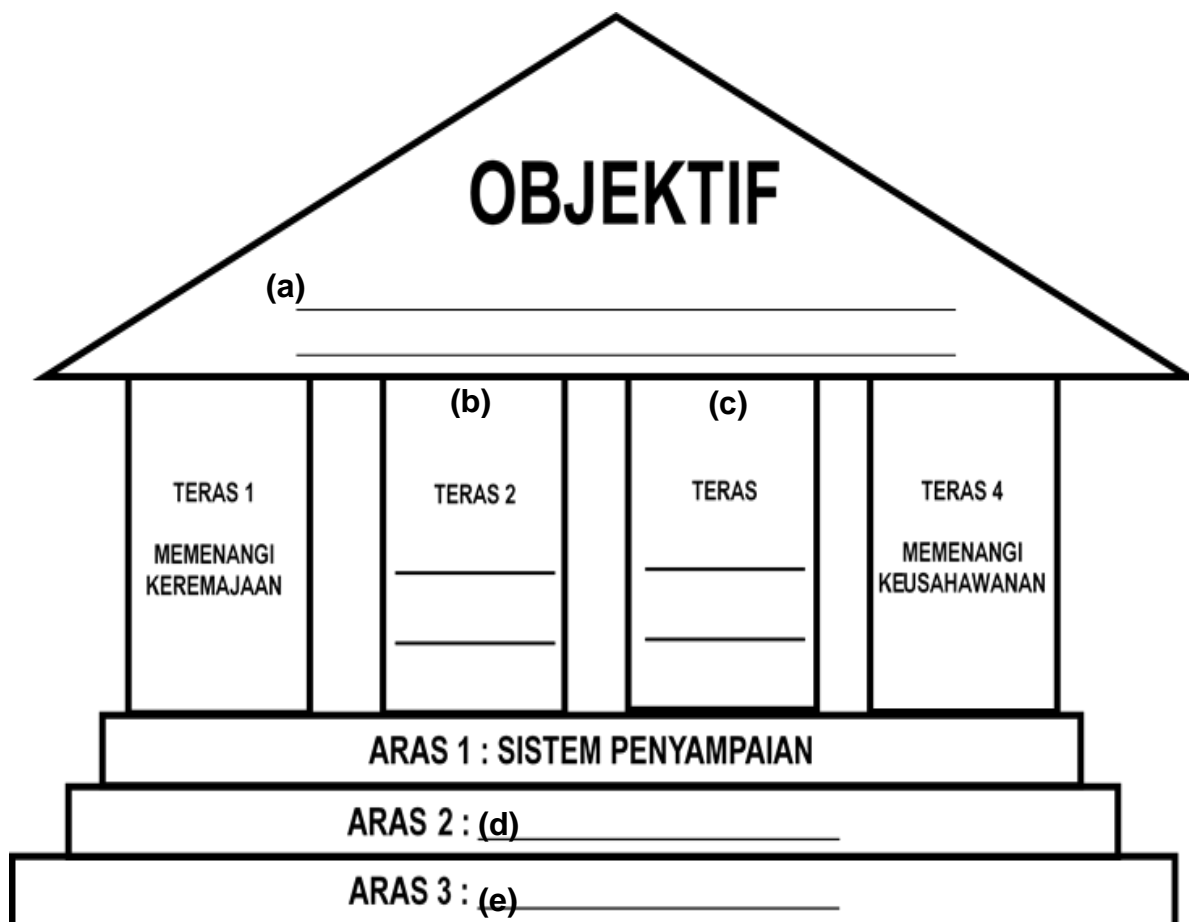 OBJEKTIF
(a)
(b)
(c)
TERAS 1
MEMENANGI
KEREMAJAAN
TERAS 2
TERAS
TERAS 4
MEMENANGI
KEUSAHAWANAN
ARAS 1 : SISTEM PENYAMPAIAN
ARAS 2 : (d)
ARAS 3 : (e)